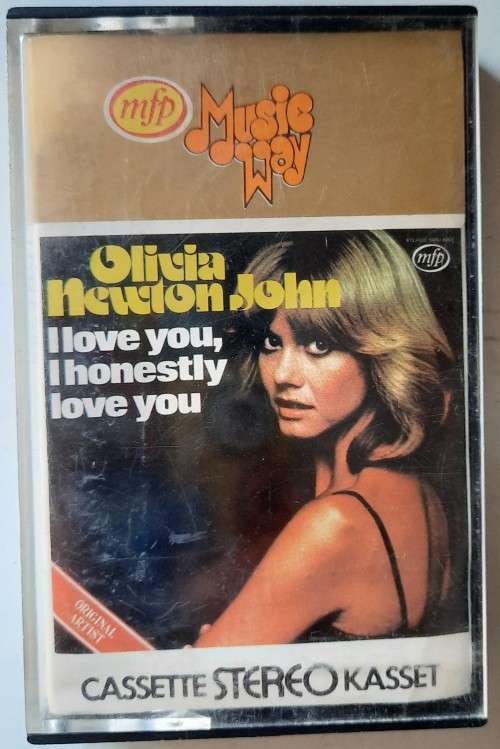 mfp
Music
Way
Olivia
Newton John
I love you,
I honestly
love you
mfp
ORIGINAL
ARTIST
CASSETTE STEREO KASSET